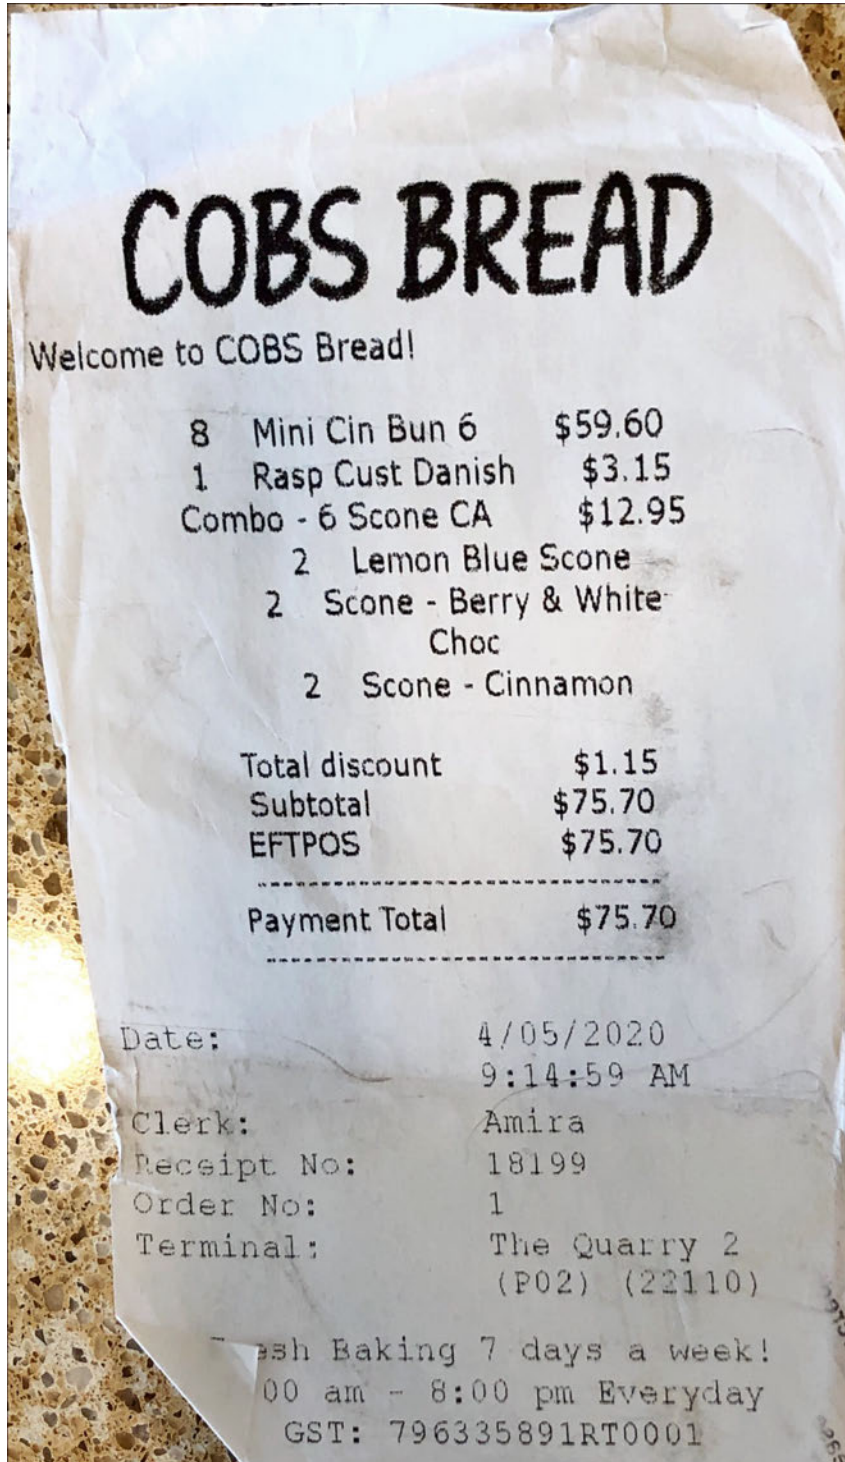 COBS BREAD
Welcome to COBS Bread!
8 Mini Cin Bun 6 $59.60
1 Rasp Cust Danish $3.15
Combo - 6 Scone CA $12.95
2 Lemon Blue Scone
2 Scone - Berry & White
Choc
2 Scone - Cinnamon
Total discount $1.15
Subtotal $75.70
EFTPOS $75.70
Payment Total $75.70
Date: 4/05/2020
9:14:59 AM
Clerk: Amira
Receipt No: 18199
Order No: 1
Terminal: The Quarry 2
(P02) (22110)
Baking 7 days a week!
00 am - 8:00 pm Everyday
GST: 796335891RT0001